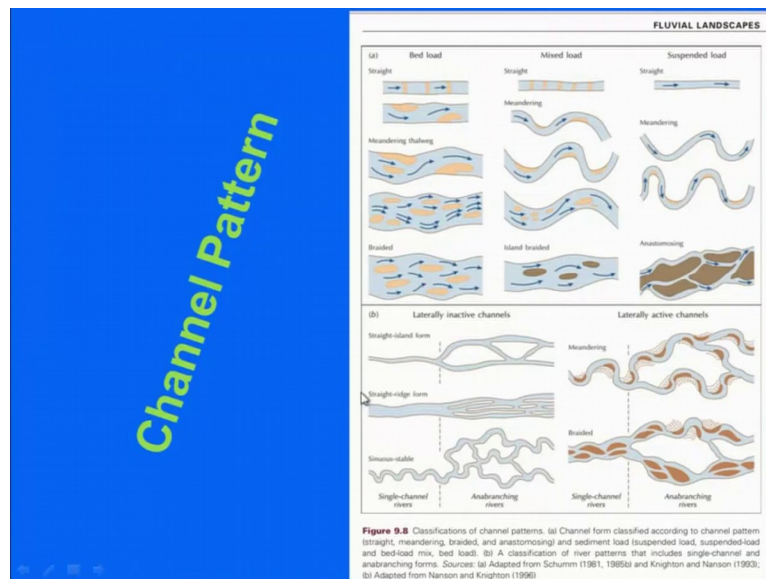 Channel Pattern
FLUVIAL LANDSCAPES
(a)
Bed load
Mixed load
Suspended load
Straight
Straight
Straight
Meandering
Meandering
Meandering thalweg
Braided
Island braided
Anastomosing
(b)
Laterally inactive channels
Laterally active channels
Straight-island form
Meandering
Straight-ridge form
Braided
Sinuous-stable
Single-channel
rivers
Anabranching
rivers
Single-channel
rivers
Anabranching
rivers
Figure 9.8 Classifications of channel patterns. (a) Channel form classified according to channel pattern
(straight, meandering, braided, and anastomosing) and sediment load (suspended load, suspended-load
and bed-load mix, bed load). (b) A classification of river patterns that includes single-channel and
anabranching forms. Sources: (a) Adapted from Schumm (1981, 1985b) and Knighton and Nanson (1993);
(b) Adapted from Nanson and Knighton (1996)